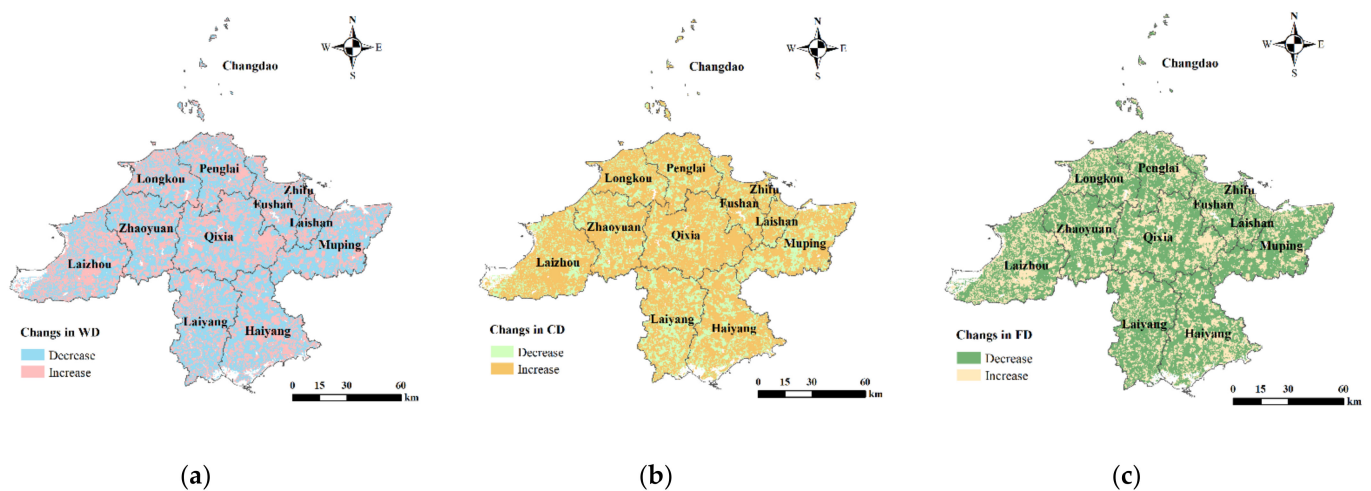 N
W E
S
Changdao
Penglai
Longkou
Zhifu
Fushan
Laishan
Zhaoyuan
Qixia
Muping
Laizhou
Laiyang
Haiyang
Changs in WD
Decrease
Increase
0 15 30 60
km
(a)
N
W E
S
Changdao
Penglai
Longkou
Zhifu
Fushan
Laishan
Zhaoyuan
Qixia
Muping
Laizhou
Laiyang
Haiyang
Changs in CD
Decrease
Increase
0 15 30 60
km
(b)
N
W E
S
Changdao
Penglai
Longkou
Zhifu
Fushan
Laishan
Zhaoyuan
Qixia
Muping
Laizhou
Laiyang
Haiyang
Changs in FD
Decrease
Increase
0 15 30 60
km
(c)